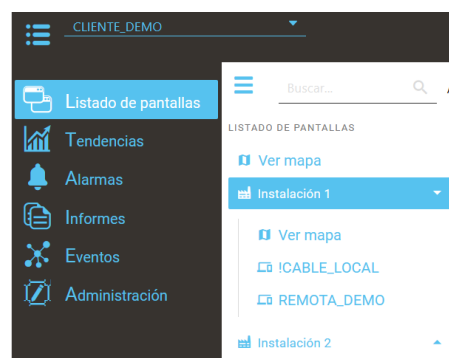 CLIENTE_DEMO
Listado de pantallas
Tendencias
Alarmas
Informes
Eventos
Administración
Buscar...
LISTADO DE PANTALLAS
Ver mapa
Instalación 1
Ver mapa
!CABLE_LOCAL
REMOTA_DEMO
Instalación 2